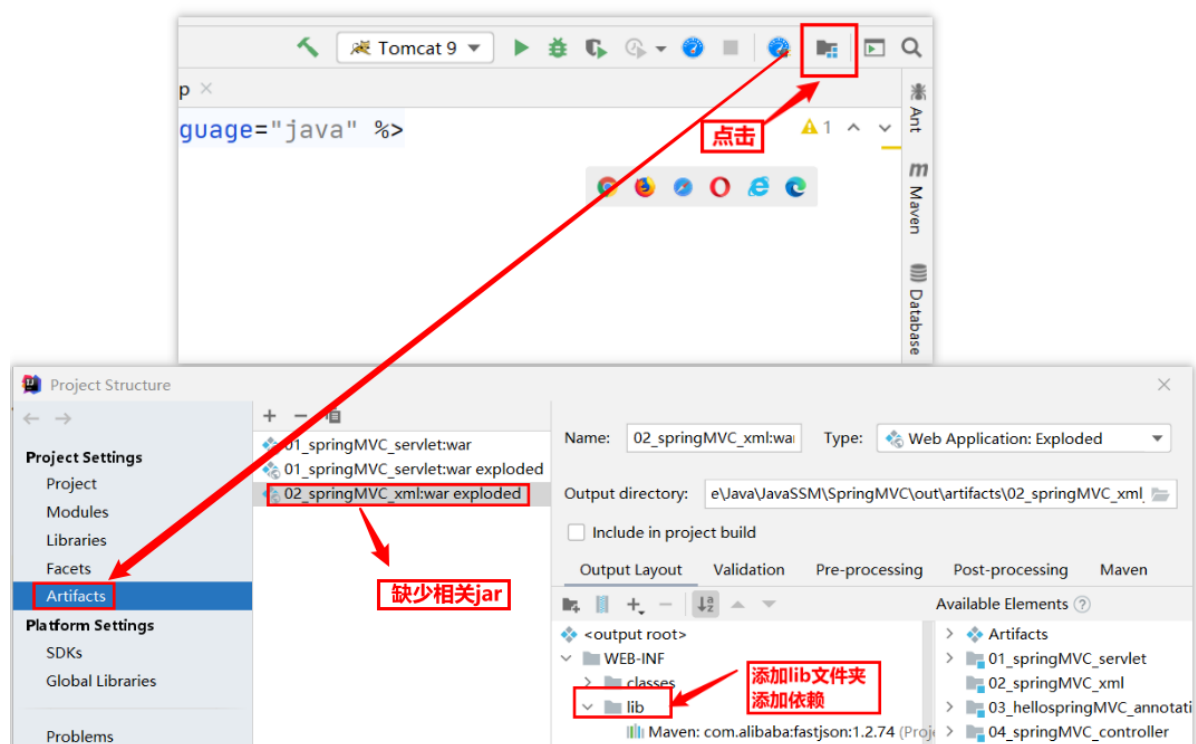 Tomcat 9
p
guage="java" %>
点击
1
Ant
m
Maven
Database
Project Structure
Project Settings
Project
Modules
Libraries
Facets
Artifacts
Platform Settings
SDKs
Global Libraries
Problems
01_springMVC_servlet:war
01_springMVC_servlet:war exploded
02_springMVC_xml:war exploded
缺少相关jar
Name: 02_springMVC_xml:wa Type: Web Application: Exploded
Output directory: e\Java\JavaSSM\SpringMVC\out\artifacts\02_springMVC_xml_
Include in project build
Output Layout Validation Pre-processing Post-processing Maven
Available Elements ?
<output root>
WEB-INF
classes
lib
Maven: com.alibaba:fastjson:1.2.74 (Proje
添加lib文件夹
添加依赖
Artifacts
01_springMVC_servlet
02_springMVC_xml
03_hellospringMVC_annotati
04_springMVC_controller